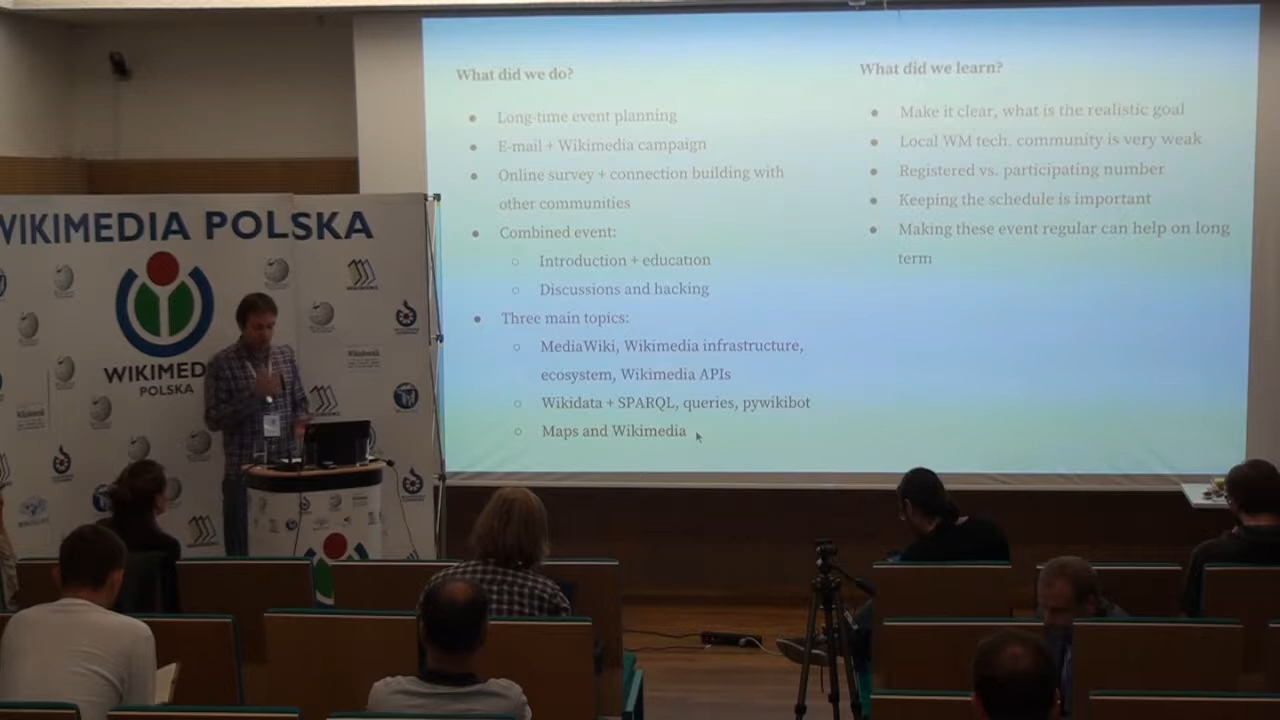 What did we do?
● Long-time event planning
● E-mail + Wikimedia campaign
● Online survey + connection building with
other communities
● Combined event:
○ Introduction + education
○ Discussions and hacking
● Three main topics:
○ MediaWiki, Wikimedia infrastructure,
ecosystem, Wikimedia APIs
○ Wikidata + SPARQL, queries, pywikibot
○ Maps and Wikimedia
What did we learn?
● Make it clear, what is the realistic goal
● Local WM tech. community is very weak
● Registered vs. participating number
● Keeping the schedule is important
● Making these event regular can help on long
term
WIKIMEDIA POLSKA
WIKIMED
POLSKA